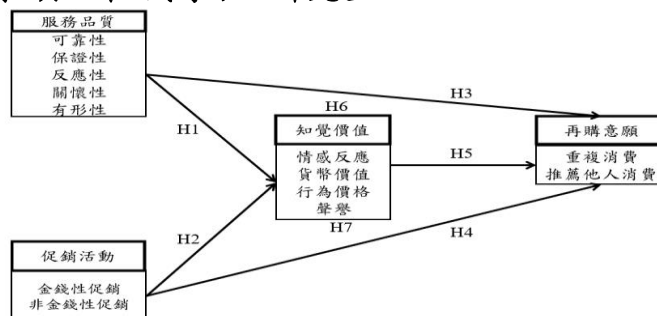 服務品質
可靠性
保證性
反應性
關懷性
有形性
H1
H6
H3
知覺價值
情感反應
貨幣價值
行為價格
聲譽
H5
再購意願
重複消費
推薦他人消費
H2
H7
H4
促銷活動
金錢性促銷
非金錢性促銷